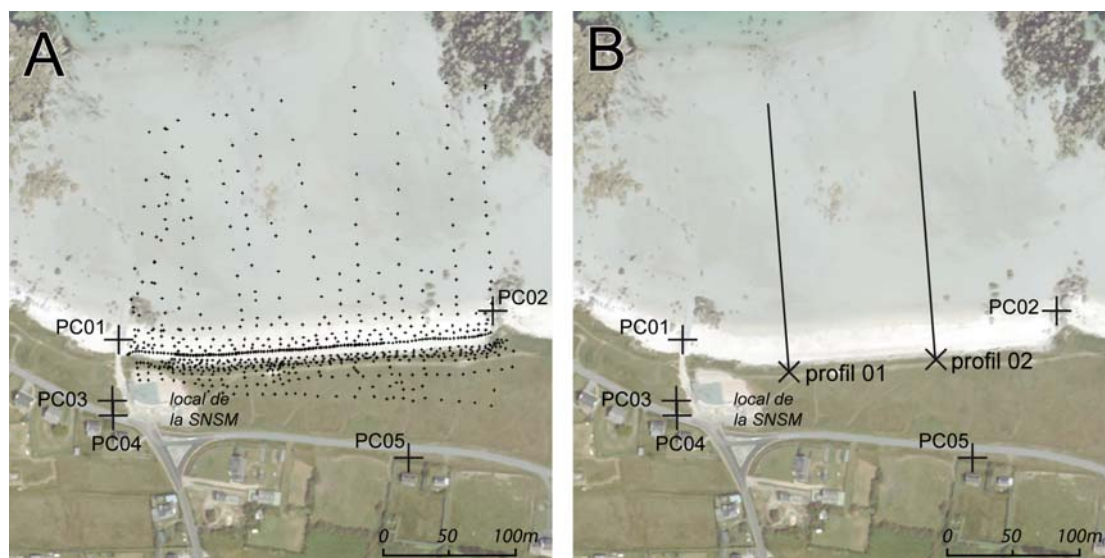 A
PC02
PC01
PC03
PC04
local de
la SNSM
PC05
0 50 100m
B
PC02
PC01
profil 01
profil 02
PC03
PC04
local de
la SNSM
PC05
0 50 100m